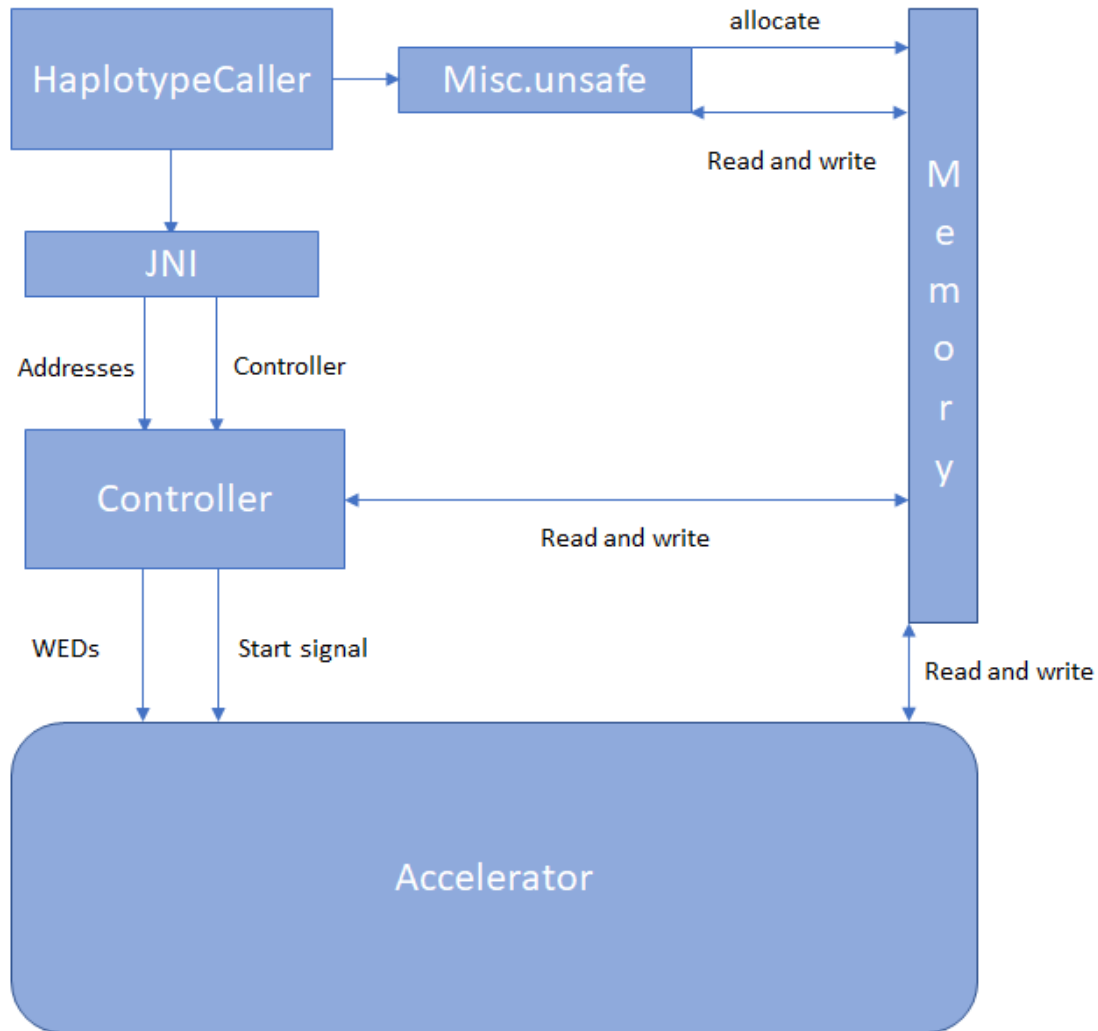 allocate
HaplotypeCaller
Misc.unsafe
Read and write
Memory
JNI
Addresses
Controller
Controller
Read and write
WEDs
Start signal
Read and write
Accelerator